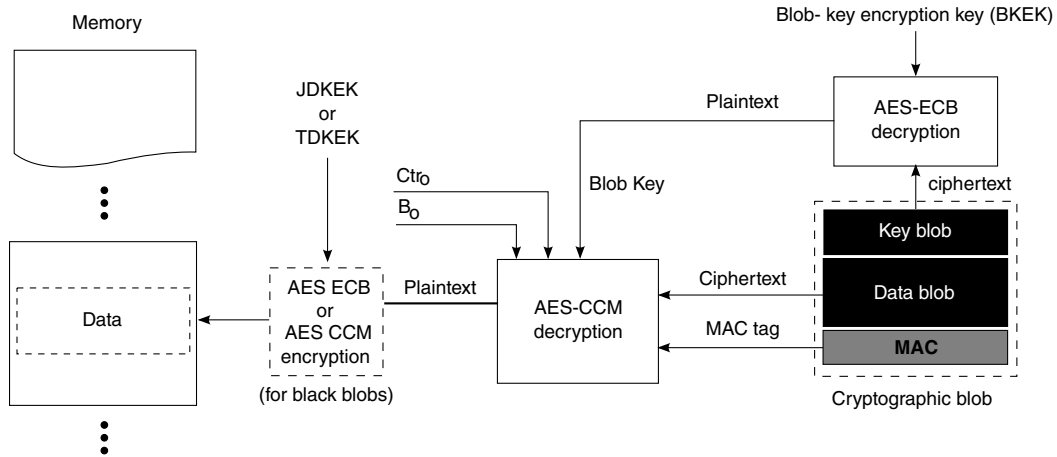 Memory
Blob- key encryption key (BKEK)
JDKEK
or
TDKEK
Plaintext
AES-ECB
decryption
Ctro
Bo
Blob Key
ciphertext
Key blob
Data
AES ECB
or
AES CCM
encryption
(for black blobs)
Plaintext
AES-CCM
decryption
Ciphertext
MAC tag
Data blob
MAC
Cryptographic blob